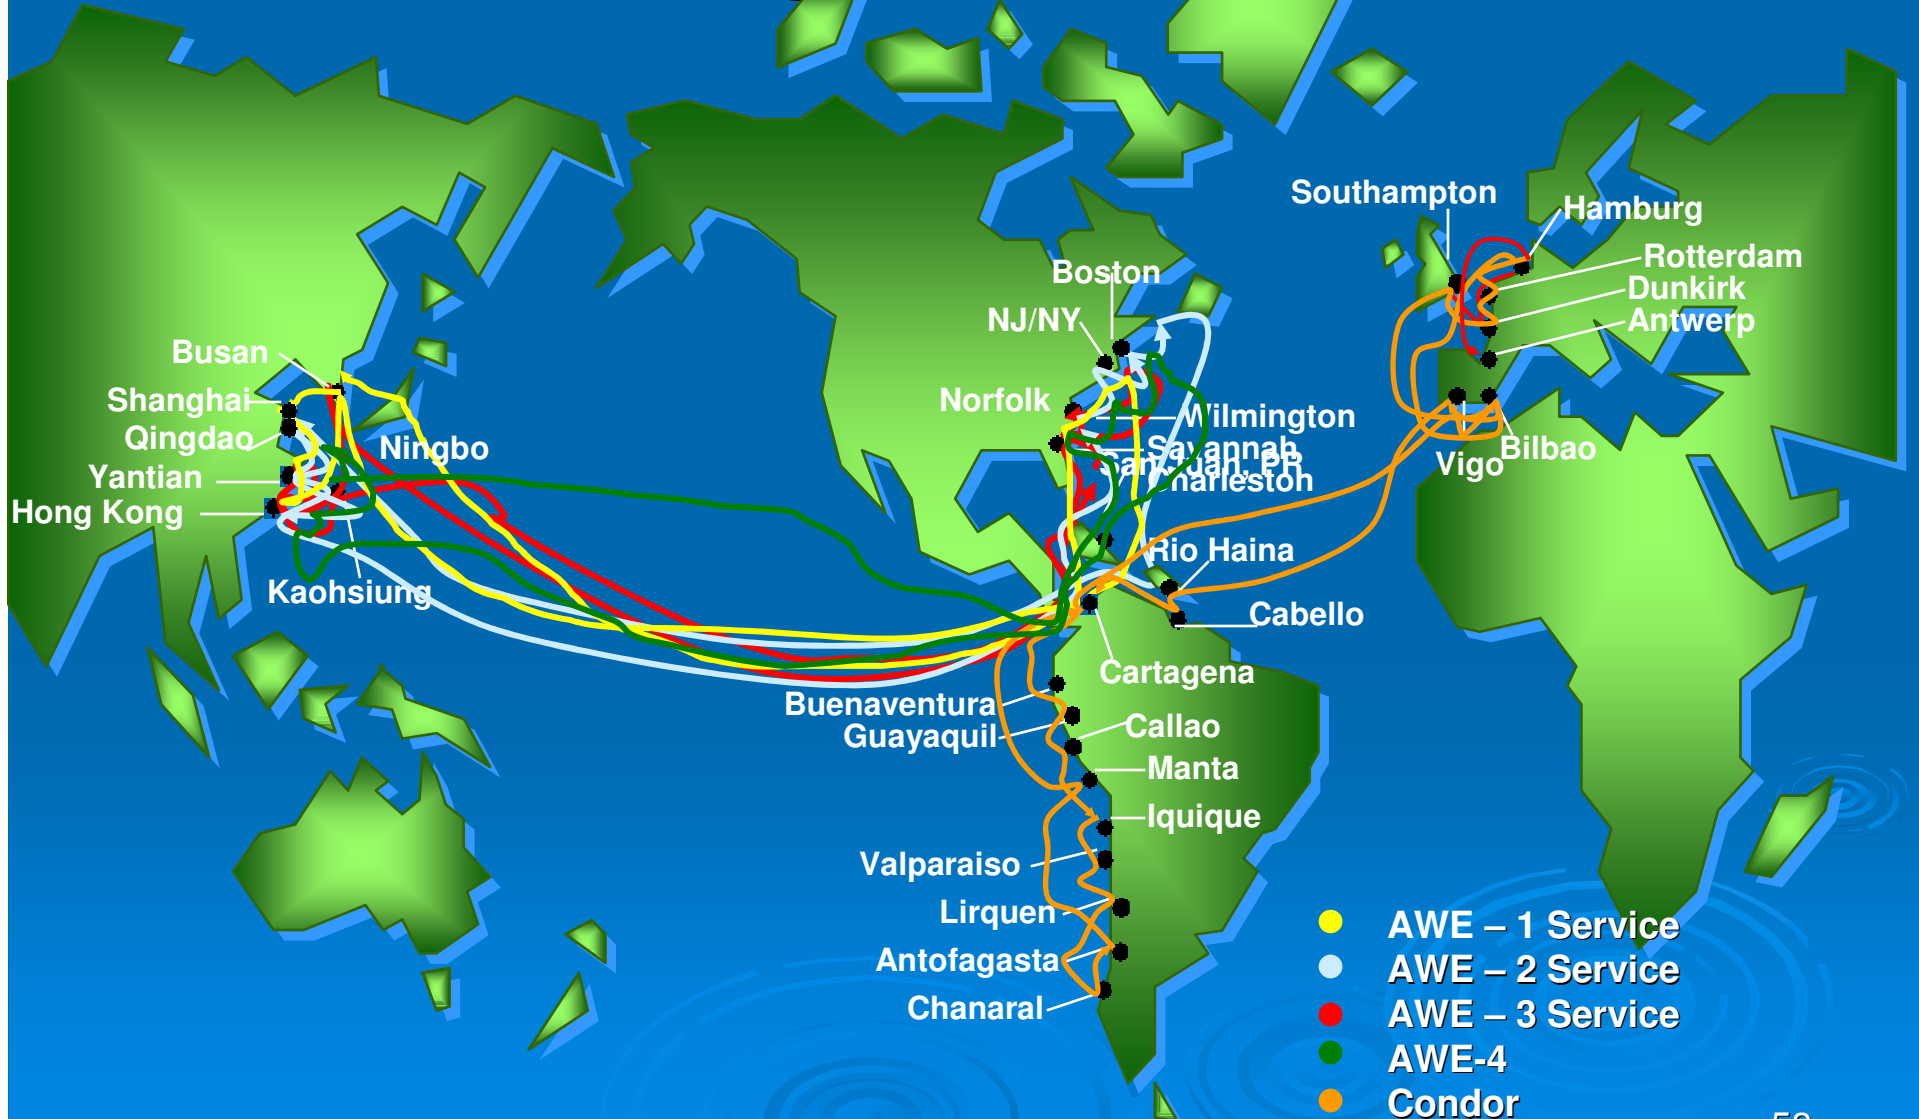 Southampton
Hamburg
Rotterdam
Dunkirk
Antwerp
Boston
NJ/NY
Busan
Shanghai
Norfolk
Wilmington
Qingdao
Ningbo
Savannah
San Juan, PR
Bilbao
Vigo
Yantian
Charleston
Hong Kong
Rio Haina
Kaohsiung
Cabello
Cartagena
Buenaventura
Callao
Guayaquil
Manta
Iquique
Valparaiso
Lirquen
Antofagasta
Chanaral
AWE – 1 Service
AWE – 2 Service
AWE – 3 Service
AWE-4
Condor